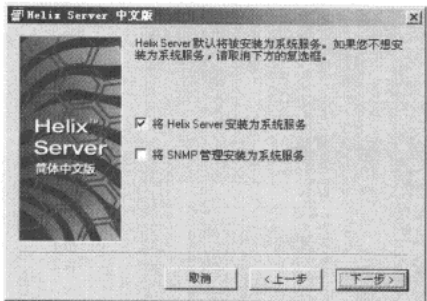 Helix Server 中文版
Helix Server 默认将被安装为系统服务。如果您不想安
装为系统服务，请取消下方的复选框。
Helix™
Server
简体中文版
将 Helix Server 安装为系统服务
将 SNMP 管理安装为系统服务
取消
<上一步
下一步>